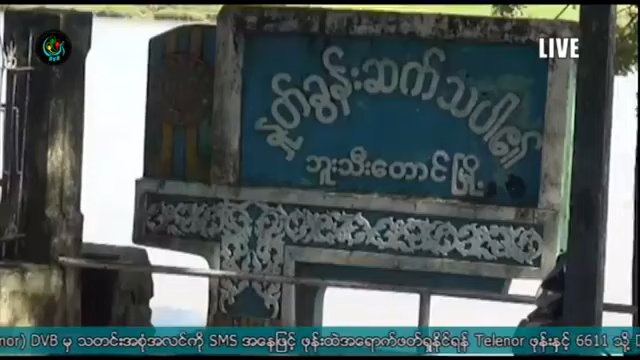 DVB
LIVE
နှုတ်ခွန်းဆက်သပါ၏
ဘူးသီးတောင်မြို့
nor) DVB မှ သတင်းအစုံအလင်ကို SMS အနေဖြင့် ဖုန်းထဲအရောက်ဖတ်ရှုနိုင်ရန် Telenor ဖုန်းနှင့် 6611 သို့